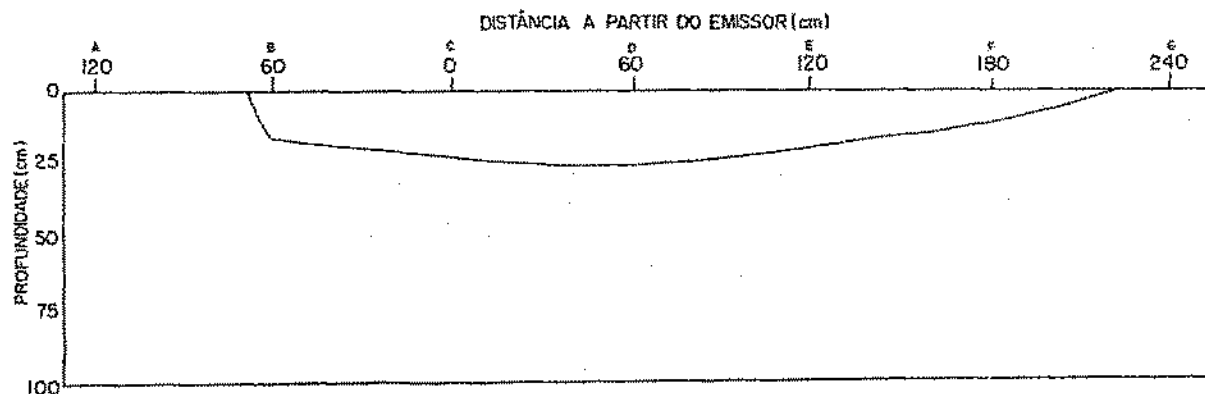 DISTÂNCIA A PARTIR DO EMISSOR (cm)
A B C D E F G
120 60 0 60 120 180 240
PROFUNDIDADE (cm)
0
25
50
75
100